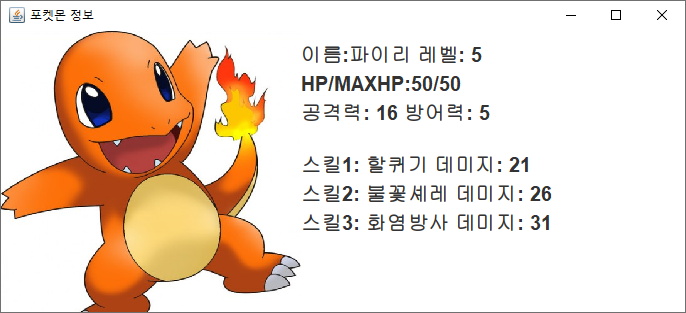 포켓몬 정보
이름:파이리 레벨: 5
HP/MAXHP:50/50
공격력: 16 방어력: 5
스킬1: 할퀴기 데미지: 21
스킬2: 불꽃세레 데미지: 26
스킬3: 화염방사 데미지: 31